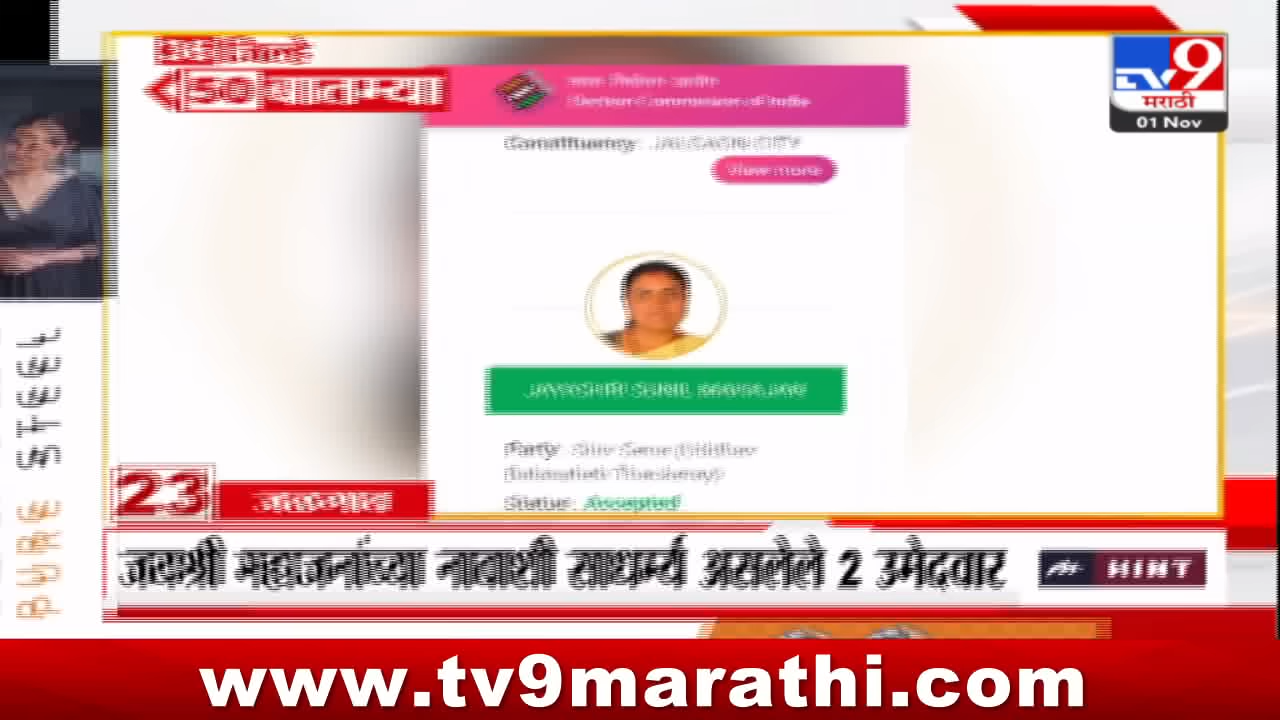 50 बातम्या
TV9
मराठी
01 Nov
Election Commission of India
Constituency: JALGAON CITY
View more
JAYASHRI SUNIL MAHAJAN
Party: Shiv Sena (Uddhav
Balasaheb Thackeray)
Status: Accepted
23
जळगाव
जयश्री महाजनांच्या नावाशी साधर्म्य असलेले 2 उमेदवार
HINT
PURE STEEL
www.tv9marathi.com